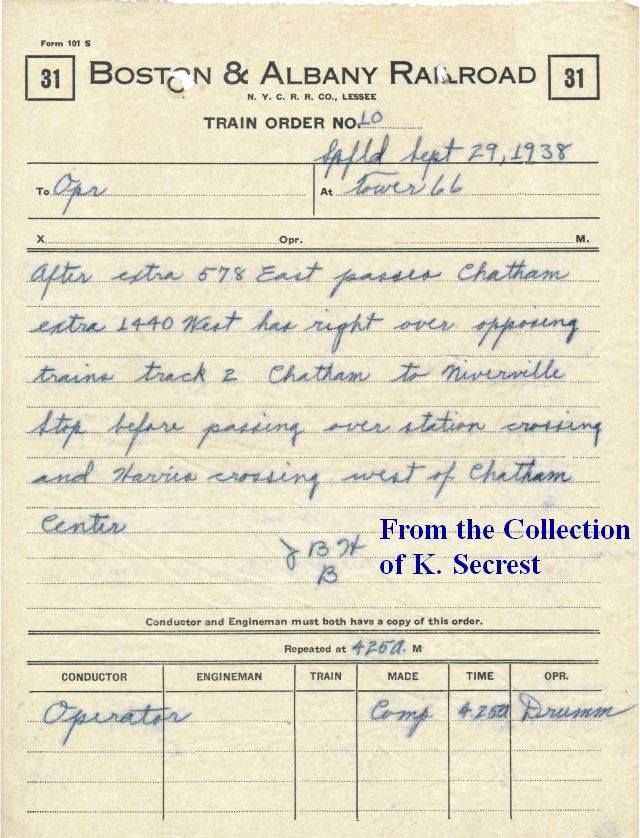 Form 101 S
31 BOSTON & ALBANY RAILROAD 31
N. Y. C. R. R. CO., LESSEE
TRAIN ORDER NO. 10
Spfld Sept 29, 1938
To Opr At Tower 66
X Opr. M.
After extra 578 East passes Chatham
extra 1440 West has right over opposing
trains track 2 Chatham to Niverville
Stop before passing over station crossing
and Harris crossing west of Chatham
Center
J B H
B
From the Collection
of K. Secrest
Conductor and Engineman must both have a copy of this order.
Repeated at 425a. M
CONDUCTOR ENGINEMAN TRAIN MADE TIME OPR.
Operator Comp 425a Drumm